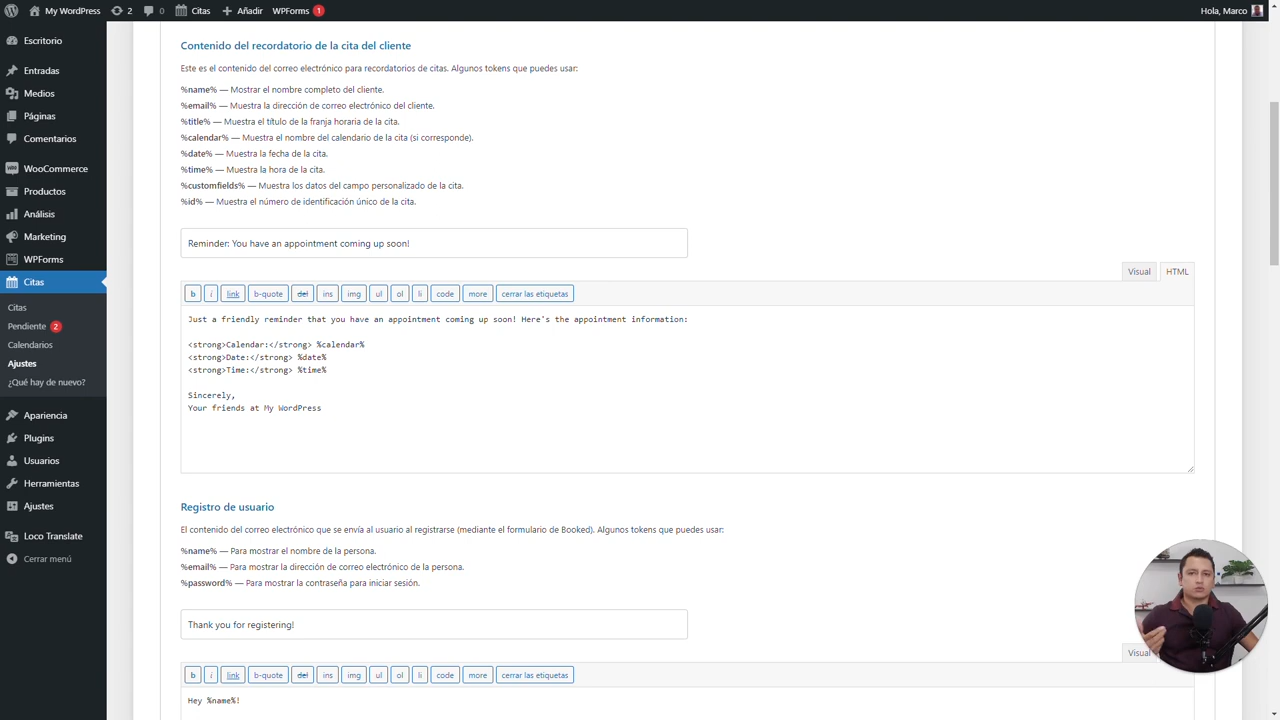 My WordPress 2 0 Citas Añadir WPForms 1 Hola, Marco
Escritorio
Entradas
Medios
Páginas
Comentarios
WooCommerce
Productos
Análisis
Marketing
WPForms
Citas
Citas
Pendiente 2
Calendarios
Ajustes
¿Qué hay de nuevo?
Apariencia
Plugins
Usuarios
Herramientas
Ajustes
Loco Translate
Cerrar menú
Contenido del recordatorio de la cita del cliente
Este es el contenido del correo electrónico para recordatorios de citas. Algunos tokens que puedes usar:
%name% — Mostrar el nombre completo del cliente.
%email% — Muestra la dirección de correo electrónico del cliente.
%title% — Muestra el título de la franja horaria de la cita.
%calendar% — Muestra el nombre del calendario de la cita (si corresponde).
%date% — Muestra la fecha de la cita.
%time% — Muestra la hora de la cita.
%customfields% — Muestra los datos del campo personalizado de la cita.
%id% — Muestra el número de identificación único de la cita.
Reminder: You have an appointment coming up soon!
Visual HTML
b i link b-quote del ins img ul ol li code more cerrar las etiquetas
Just a friendly reminder that you have an appointment coming up soon! Here's the appointment information:
<strong>Calendar:</strong> %calendar%
<strong>Date:</strong> %date%
<strong>Time:</strong> %time%
Sincerely,
Your friends at My WordPress
Registro de usuario
El contenido del correo electrónico que se envía al usuario al registrarse (mediante el formulario de Booked). Algunos tokens que puedes usar:
%name% — Para mostrar el nombre de la persona.
%email% — Para mostrar la dirección de correo electrónico de la persona.
%password% — Para mostrar la contraseña para iniciar sesión.
Thank you for registering!
Visual
b i link b-quote del ins img ul ol li code more cerrar las etiquetas
Hey %name%!